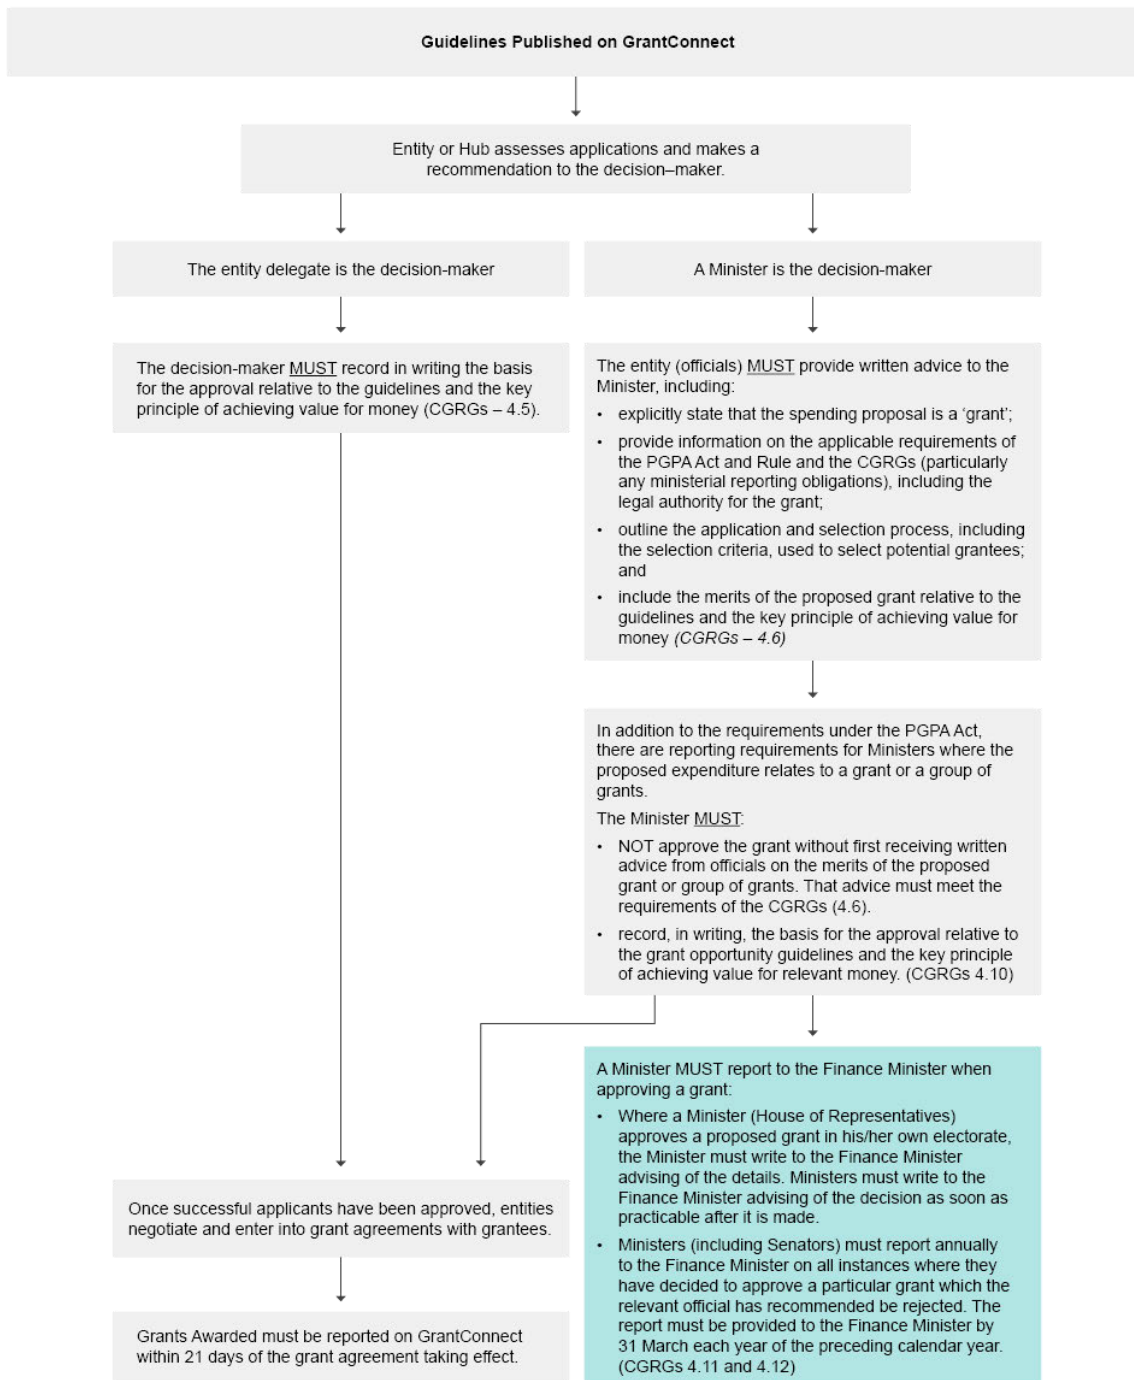 Guidelines Published on GrantConnect
Entity or Hub assesses applications and makes a
recommendation to the decision–maker.
The entity delegate is the decision-maker
A Minister is the decision-maker
The decision-maker MUST record in writing the basis
for the approval relative to the guidelines and the key
principle of achieving value for money (CGRGs – 4.5).
The entity (officials) MUST provide written advice to the
Minister, including:
• explicitly state that the spending proposal is a ‘grant’;
• provide information on the applicable requirements of
the PGPA Act and Rule and the CGRGs (particularly
any ministerial reporting obligations), including the
legal authority for the grant;
• outline the application and selection process, including
the selection criteria, used to select potential grantees;
and
• include the merits of the proposed grant relative to the
guidelines and the key principle of achieving value for
money (CGRGs – 4.6)
In addition to the requirements under the PGPA Act,
there are reporting requirements for Ministers where the
proposed expenditure relates to a grant or a group of
grants.
The Minister MUST:
• NOT approve the grant without first receiving written
advice from officials on the merits of the proposed
grant or group of grants. That advice must meet the
requirements of the CGRGs (4.6).
• record, in writing, the basis for the approval relative to
the grant opportunity guidelines and the key principle
of achieving value for relevant money. (CGRGs 4.10)
A Minister MUST report to the Finance Minister when
approving a grant:
• Where a Minister (House of Representatives)
approves a proposed grant in his/her own electorate,
the Minister must write to the Finance Minister
advising of the details. Ministers must write to the
Finance Minister advising of the decision as soon as
practicable after it is made.
• Ministers (including Senators) must report annually
to the Finance Minister on all instances where they
have decided to approve a particular grant which the
relevant official has recommended be rejected. The
report must be provided to the Finance Minister by
31 March each year of the preceding calendar year.
(CGRGs 4.11 and 4.12)
Once successful applicants have been approved, entities
negotiate and enter into grant agreements with grantees.
Grants Awarded must be reported on GrantConnect
within 21 days of the grant agreement taking effect.